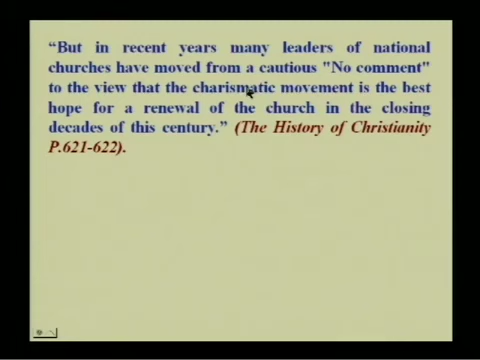 “But in recent years many leaders of national
churches have moved from a cautious "No comment"
to the view that the charismatic movement is the best
hope for a renewal of the church in the closing
decades of this century.” (The History of Christianity
P.621-622).